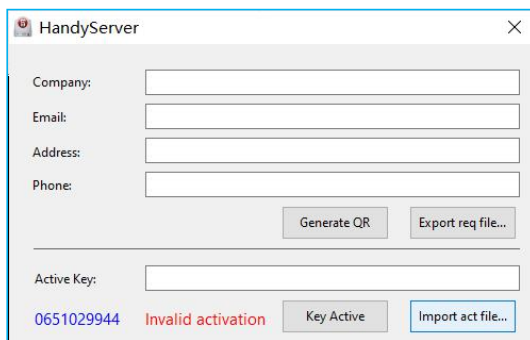 HandyServer
Company:
Email:
Address:
Phone:
Generate QR Export req file...
Active Key:
0651029944 Invalid activation Key Active Import act file...